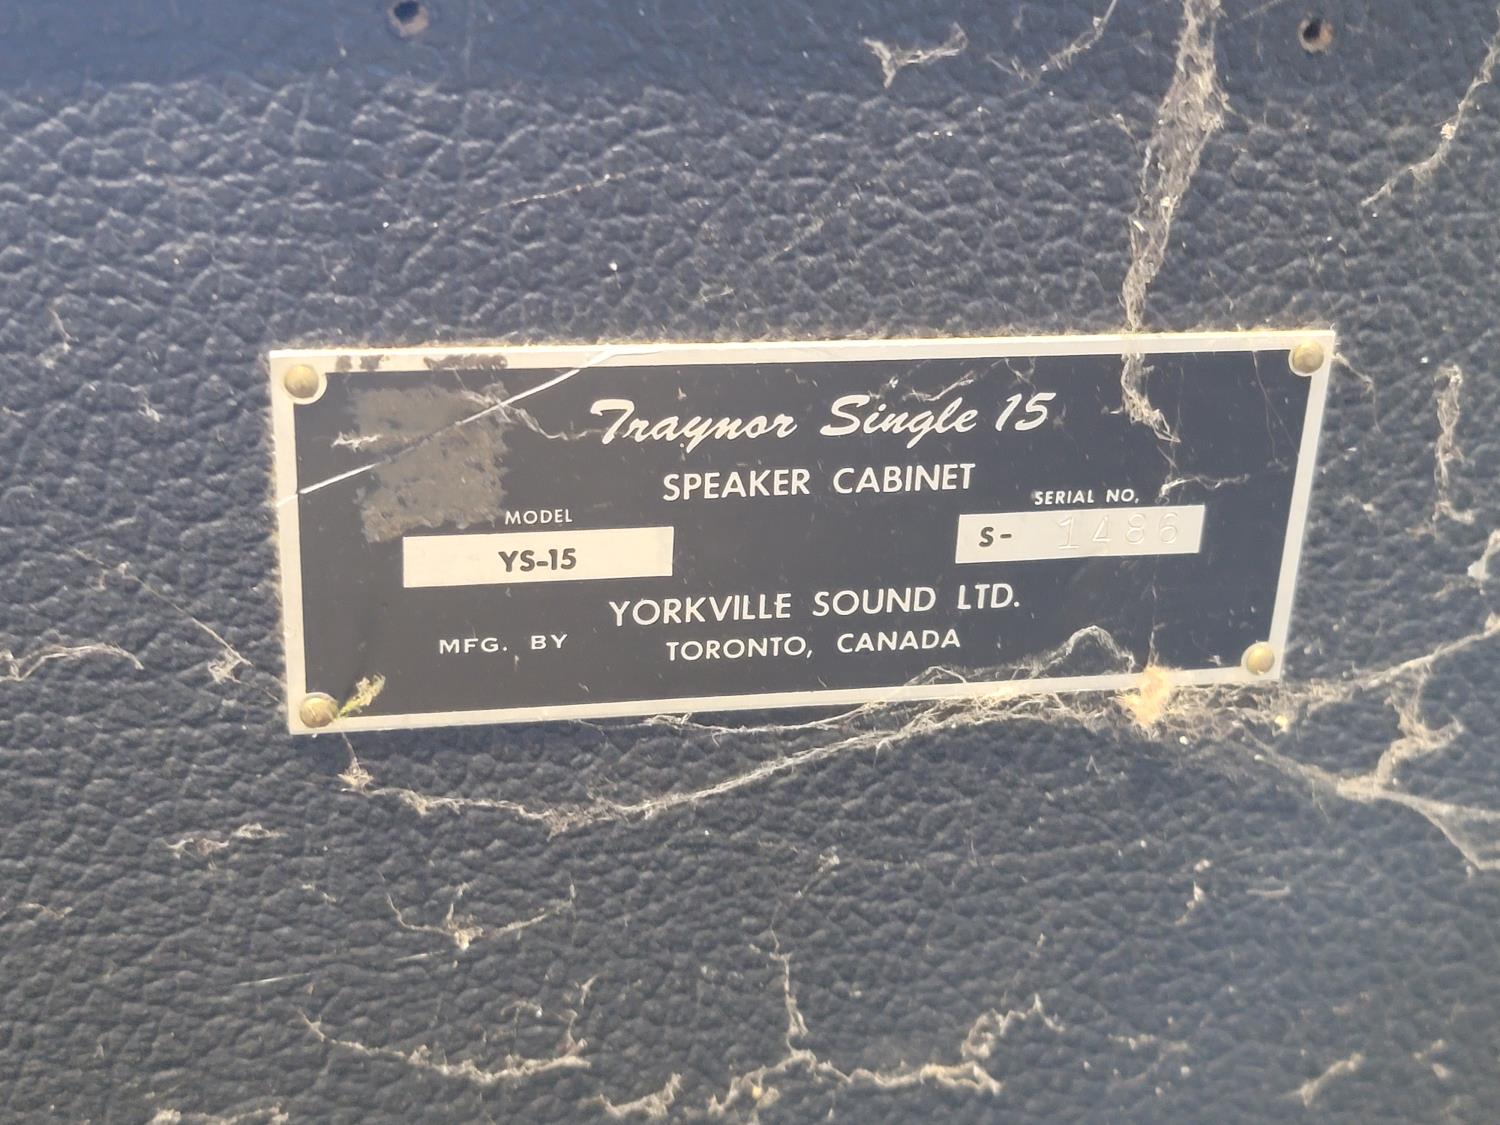 Traynor Single 15
SPEAKER CABINET
MODEL
SERIAL NO.
YS-15
S- 1486
YORKVILLE SOUND LTD.
MFG. BY
TORONTO, CANADA